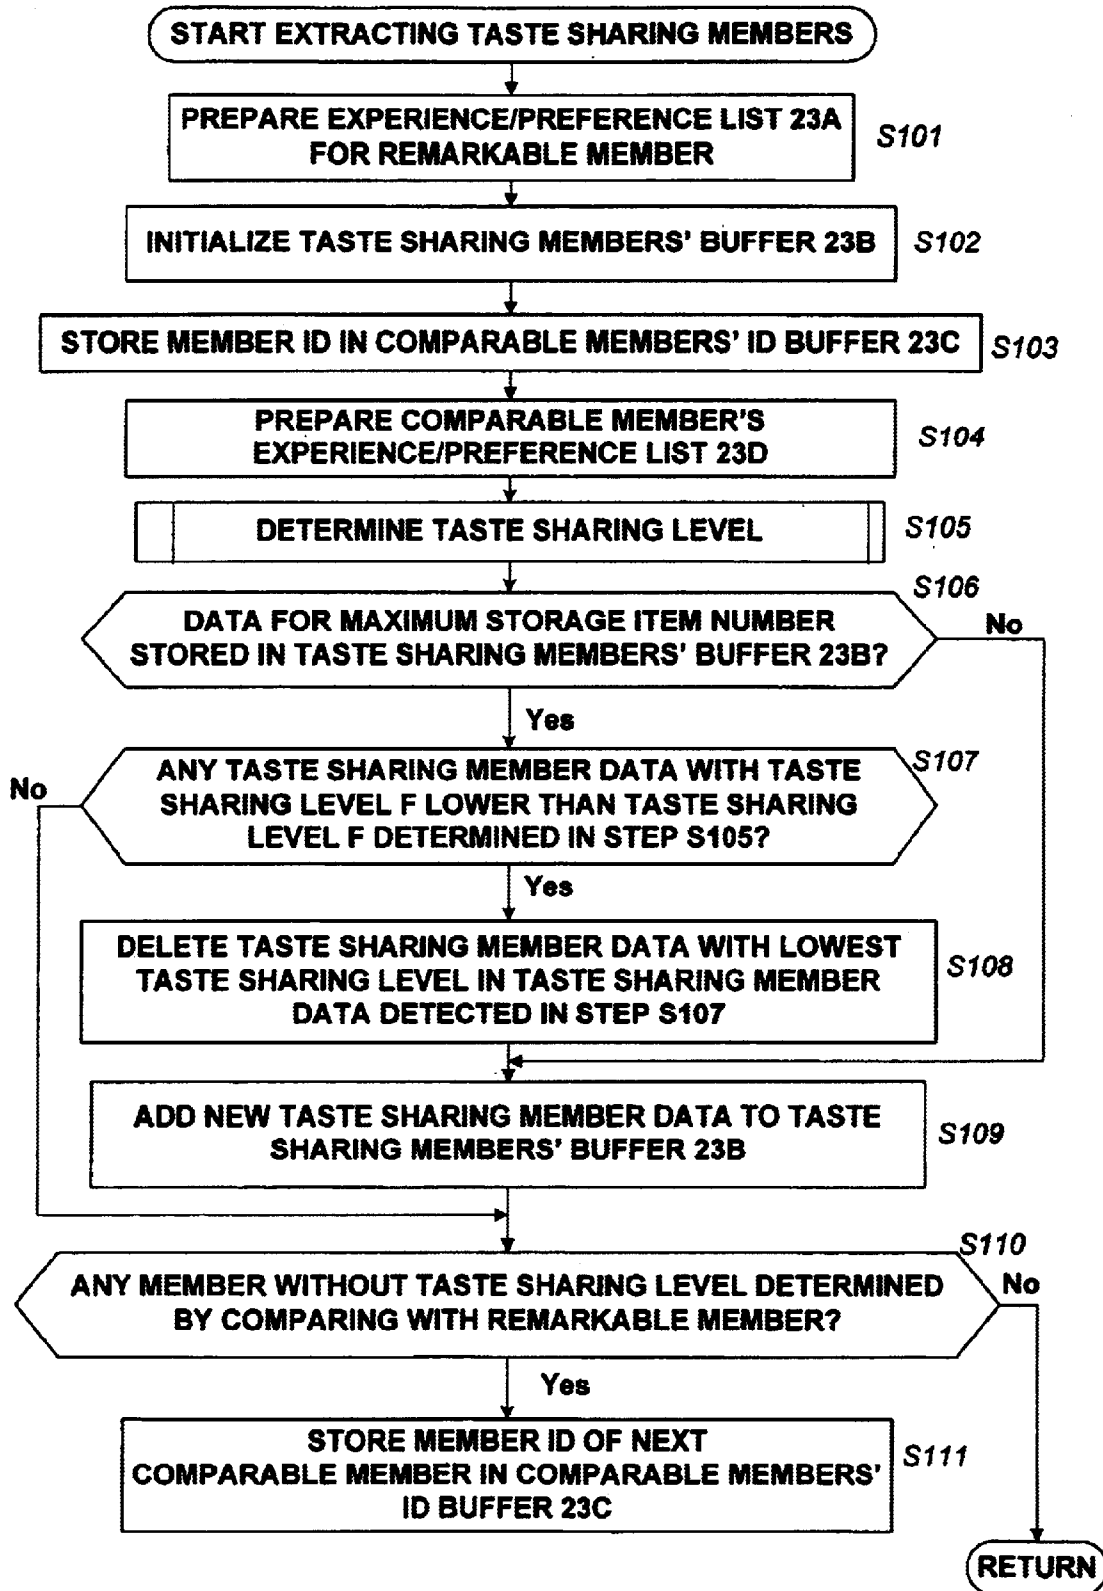 START EXTRACTING TASTE SHARING MEMBERS
PREPARE EXPERIENCE/PREFERENCE LIST 23A
FOR REMARKABLE MEMBER
S101
INITIALIZE TASTE SHARING MEMBERS' BUFFER 23B
S102
STORE MEMBER ID IN COMPARABLE MEMBERS' ID BUFFER 23C
S103
PREPARE COMPARABLE MEMBER'S
EXPERIENCE/PREFERENCE LIST 23D
S104
DETERMINE TASTE SHARING LEVEL
S105
S106
DATA FOR MAXIMUM STORAGE ITEM NUMBER
STORED IN TASTE SHARING MEMBERS' BUFFER 23B?
No
Yes
S107
No
ANY TASTE SHARING MEMBER DATA WITH TASTE
SHARING LEVEL F LOWER THAN TASTE SHARING
LEVEL F DETERMINED IN STEP S105?
Yes
DELETE TASTE SHARING MEMBER DATA WITH LOWEST
TASTE SHARING LEVEL IN TASTE SHARING MEMBER
DATA DETECTED IN STEP S107
S108
ADD NEW TASTE SHARING MEMBER DATA TO TASTE
SHARING MEMBERS' BUFFER 23B
S109
S110
ANY MEMBER WITHOUT TASTE SHARING LEVEL DETERMINED
BY COMPARING WITH REMARKABLE MEMBER?
No
Yes
STORE MEMBER ID OF NEXT
COMPARABLE MEMBER IN COMPARABLE MEMBERS'
ID BUFFER 23C
S111
RETURN